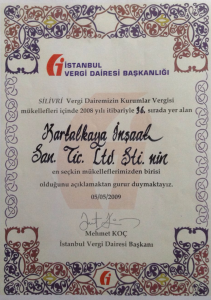 İSTANBUL
VERGİ DAİRESİ BAŞKANLIĞI
SİLİVRİ Vergi Dairemizin Kurumlar Vergisi
mükellefleri içinde 2008 yılı itibariyle 36. sırada yer alan
Kartalkaya İnşaat
San. Tic. Ltd. Şti. nin
en seçkin mükelleflerimizden birisi
olduğunu açıklamaktan gurur duymaktayız.
05/05/2009
Mehmet KOÇ
İstanbul Vergi Dairesi Başkanı